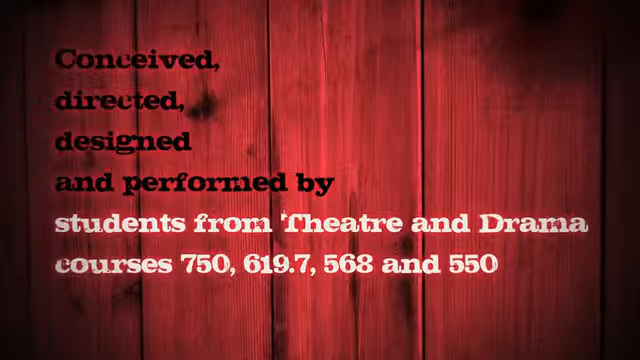 Conceived,
directed,
designed
and performed by
students from Theatre and Drama
courses 750, 619.7, 568 and 550